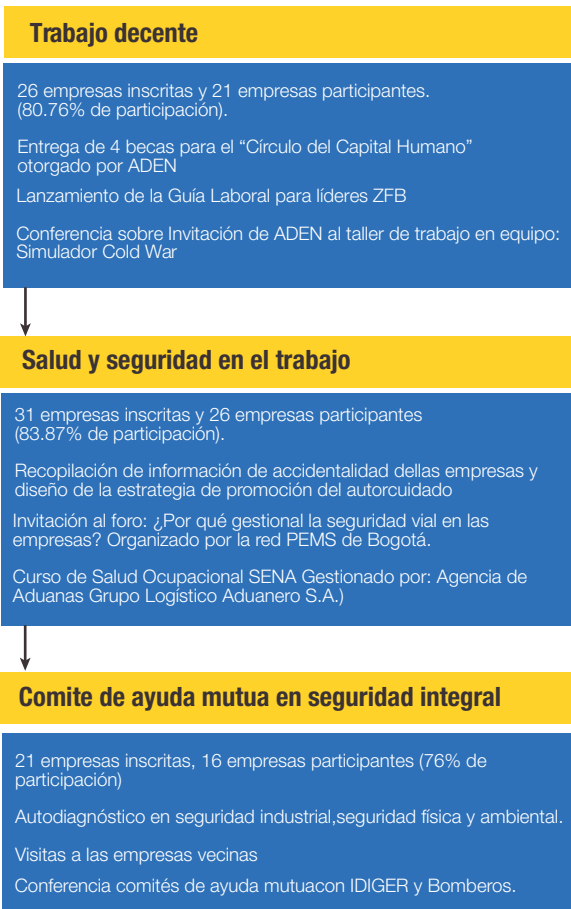 Trabajo decente
26 empresas inscritas y 21 empresas participantes.
(80.76% de participación).
Entrega de 4 becas para el “Círculo del Capital Humano”
otorgado por ADEN
Lanzamiento de la Guía Laboral para líderes ZFB
Conferencia sobre Invitación de ADEN al taller de trabajo en equipo:
Simulador Cold War
Salud y seguridad en el trabajo
31 empresas inscritas y 26 empresas participantes
(83.87% de participación).
Recopilación de información de accidentalidad dellas empresas y
diseño de la estrategia de promoción del autorcuidado
Invitación al foro: ¿Por qué gestional la seguridad vial en las
empresas? Organizado por la red PEMS de Bogotá.
Curso de Salud Ocupacional SENA Gestionado por: Agencia de
Aduanas Grupo Logístico Aduanero S.A.)
Comite de ayuda mutua en seguridad integral
21 empresas inscritas, 16 empresas participantes (76% de
participación)
Autodiagnóstico en seguridad industrial,seguridad física y ambiental.
Visitas a las empresas vecinas
Conferencia comités de ayuda mutuacon IDIGER y Bomberos.